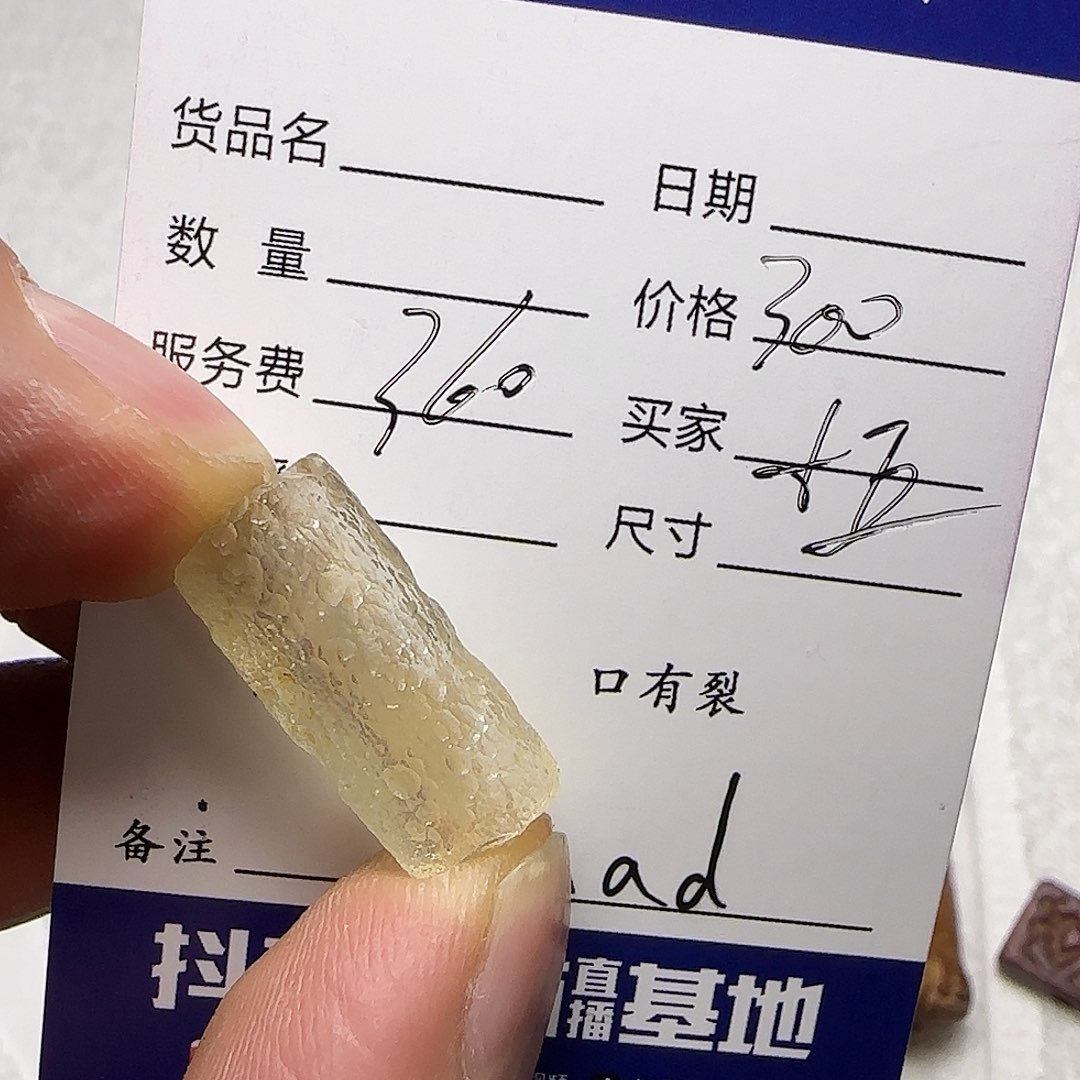 货品名 日期
数量 价格 300
服务费 360 买家
尺寸
口有裂
备注 ad
抖 直播基地